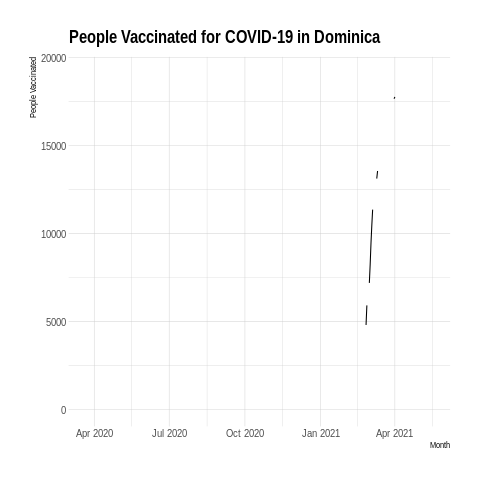 People Vaccinated for COVID-19 in Dominica
People Vaccinated
20000
15000
10000
5000
0
Apr 2020
Jul 2020
Oct 2020
Jan 2021
Apr 2021
Month